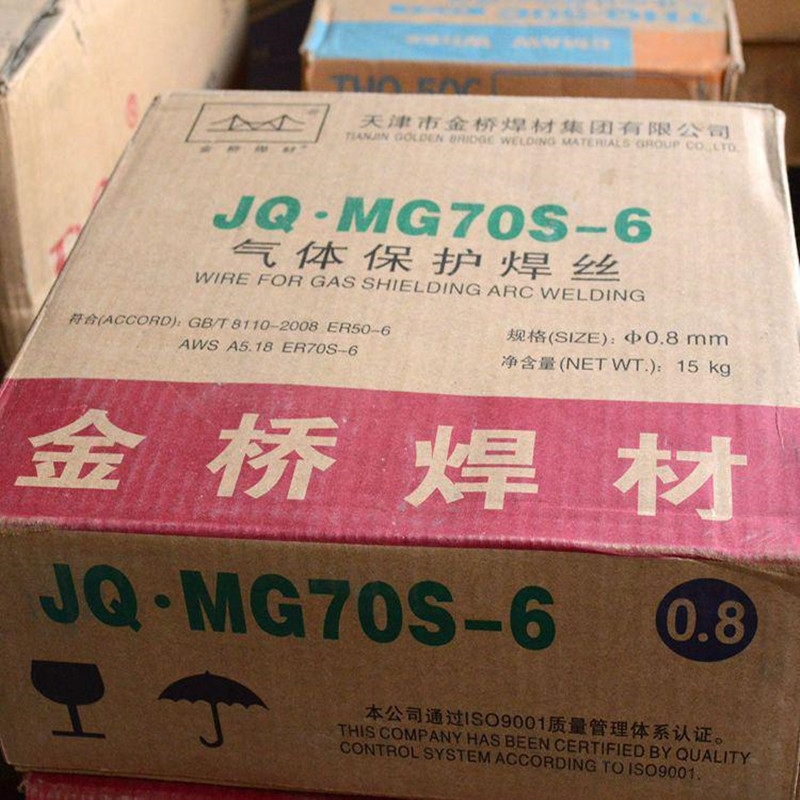 金桥焊材®
天津市金桥焊材集团有限公司
TIANJIN GOLDEN BRIDGE WELDING MATERIALS GROUP CO.,LTD.
JQ·MG70S-6
气体保护焊丝
WIRE FOR GAS SHIELDING ARC WELDING
符合(ACCORD): GB/T 8110-2008 ER50-6
AWS A5.18 ER70S-6
规格(SIZE): Φ0.8 mm
净含量(NET WT.): 15 kg
金桥焊材
JQ·MG70S-6
0.8
本公司通过ISO9001质量管理体系认证。
THIS COMPANY HAS BEEN CERTIFIED BY QUALITY
CONTROL SYSTEM ACCORDING TO ISO9001.